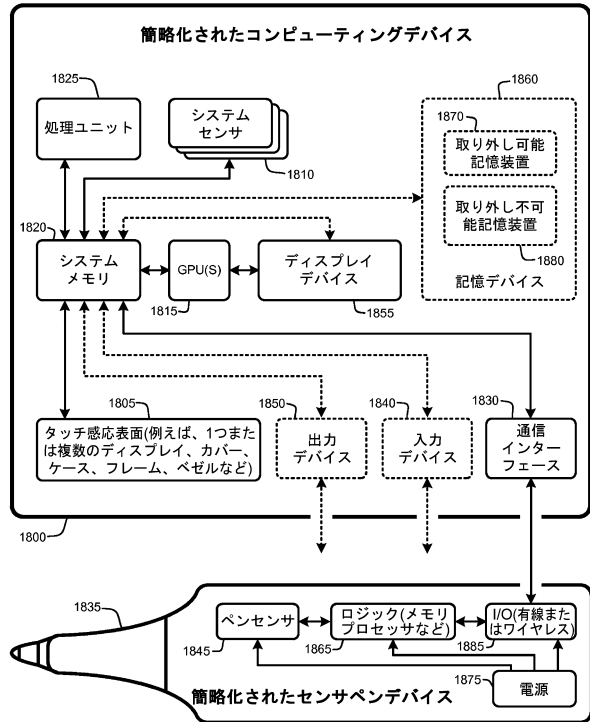 簡略化されたコンピューティングデバイス
1825
処理ユニット
システム
センサ
1810
1860
1870
取り外し可能
記憶装置
取り外し不可
能記憶装置
1880
記憶デバイス
1820
システム
メモリ
GPU(S)
1815
ディスプレイ
デバイス
1855
1805
タッチ感応表面(例えば、1つまた
は複数のディスプレイ、カバー、
ケース、フレーム、ベゼルなど)
1850
出力
デバイス
1840
入力
デバイス
1830
通信
インター
フェース
1800
1835
ペンセンサ
1845
ロジック(メモリ
プロセッサなど)
1865
I/O(有線また
はワイヤレス)
1885
1875
電源
簡略化されたセンサペンデバイス